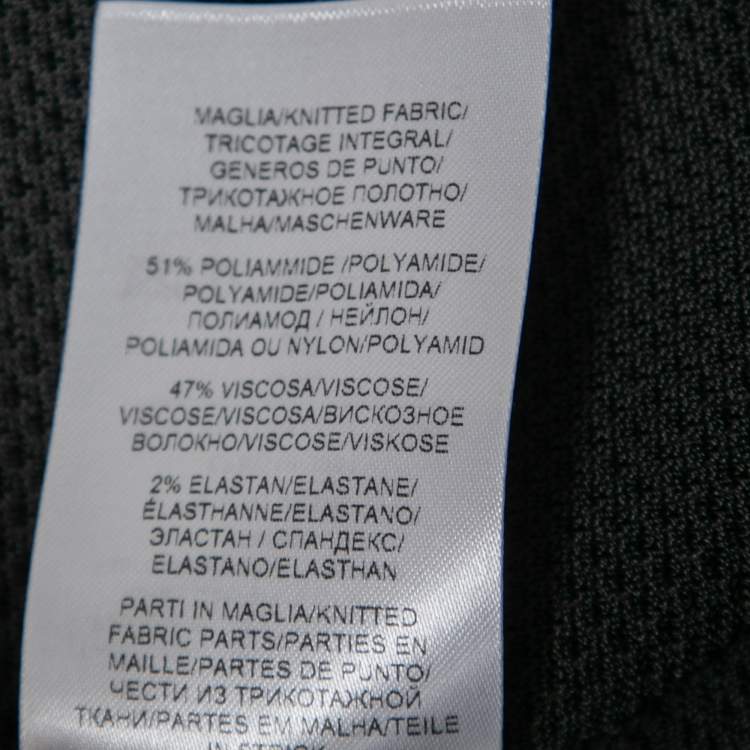 MAGLIA/KNITTED FABRIC/
TRICOTAGE INTEGRAL/
GENEROS DE PUNTO/
ТРИКОТАЖНОЕ ПОЛОТНО/
MALHA/MASCHENWARE
51% POLIAMMIDE /POLYAMIDE/
POLYAMIDE/POLIAMIDA/
ПОЛИАМОД / НЕЙЛОН/
POLIAMIDA OU NYLON/POLYAMID
47% VISCOSA/VISCOSE/
VISCOSE/VISCOSA/ВИСКОЗНОЕ
ВОЛОКНО/VISCOSE/VISKOSE
2% ELASTAN/ELASTANE/
ÉLASTHANNE/ELASTANO/
ЭЛАСТАН / СПАНДЕКС/
ELASTANO/ELASTHAN
PARTI IN MAGLIA/KNITTED
FABRIC PARTS/PARTIES EN
MAILLE/PARTES DE PUNTO/
ЧЕСТИ ИЗ ТРИКОТАЖНОЙ
ТКАНИ/PARTES EM MALHA/TEILE
IN STRICK